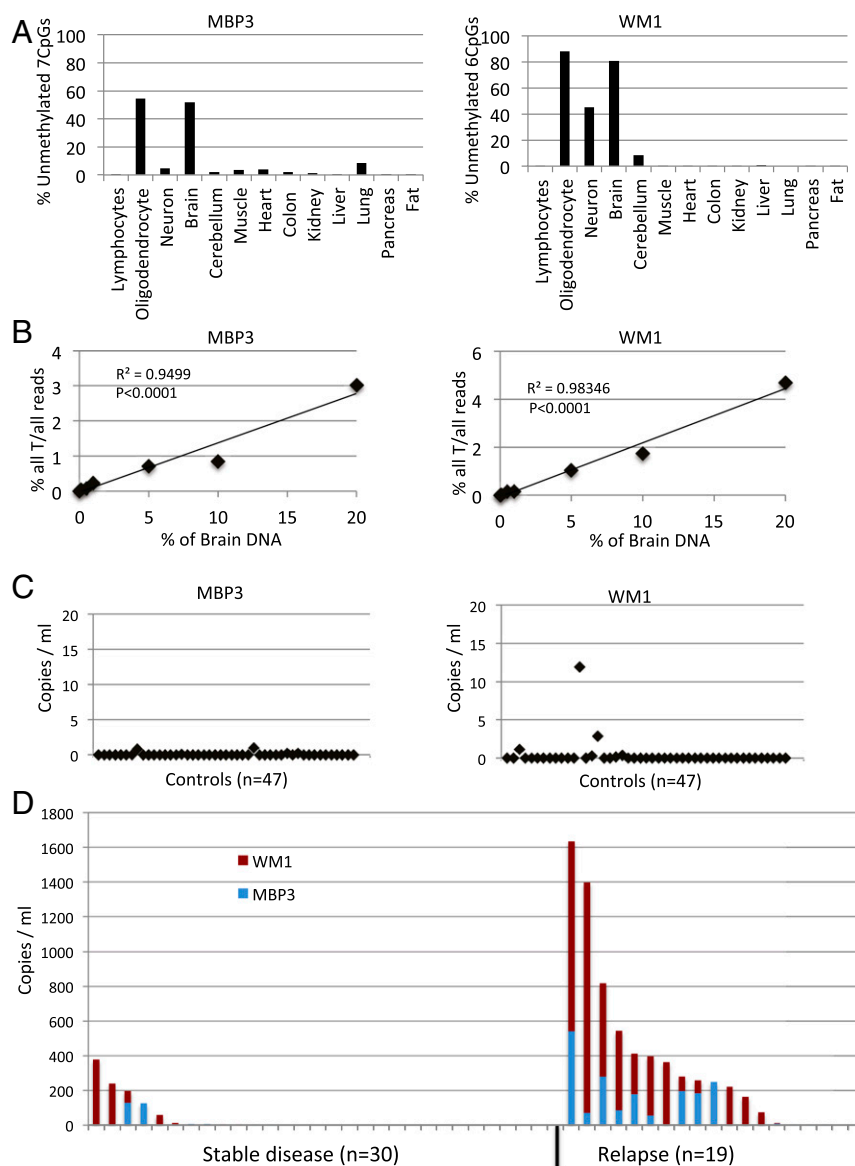 A
MBP3
% Unmethylated 7CpGs
100
80
60
40
20
0
Lymphocytes
Oligodendrocyte
Neuron
Brain
Cerebellum
Muscle
Heart
Colon
Kidney
Liver
Lung
Pancreas
Fat
WM1
% Unmethylated 6CpGs
100
80
60
40
20
0
Lymphocytes
Oligodendrocyte
Neuron
Brain
Cerebellum
Muscle
Heart
Colon
Kidney
Liver
Lung
Pancreas
Fat
B
MBP3
% all T/all reads
4
3
2
1
0
R² = 0.9499
P<0.0001
0 5 10 15 20
% of Brain DNA
WM1
% all T/all reads
6
4
2
0
R² = 0.98346
P<0.0001
0 5 10 15 20
% of Brain DNA
C
MBP3
Copies / ml
20
15
10
5
0
Controls (n=47)
WM1
Copies / ml
20
15
10
5
0
Controls (n=47)
D
Copies / ml
1800
1600
1400
1200
1000
800
600
400
200
0
WM1
MBP3
Stable disease (n=30)
Relapse (n=19)